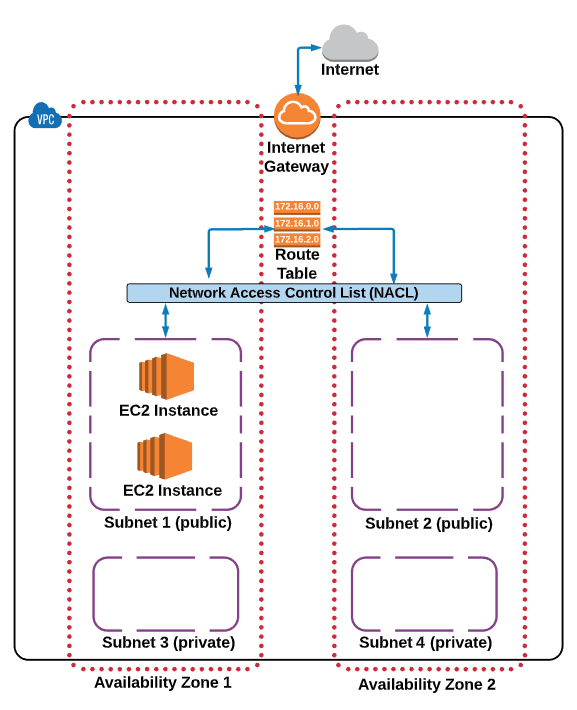 Internet
VPC
Internet
Gateway
172.16.0.0
172.16.1.0
172.16.2.0
Route
Table
Network Access Control List (NACL)
EC2 Instance
EC2 Instance
Subnet 1 (public)
Subnet 2 (public)
Subnet 3 (private)
Subnet 4 (private)
Availability Zone 1
Availability Zone 2